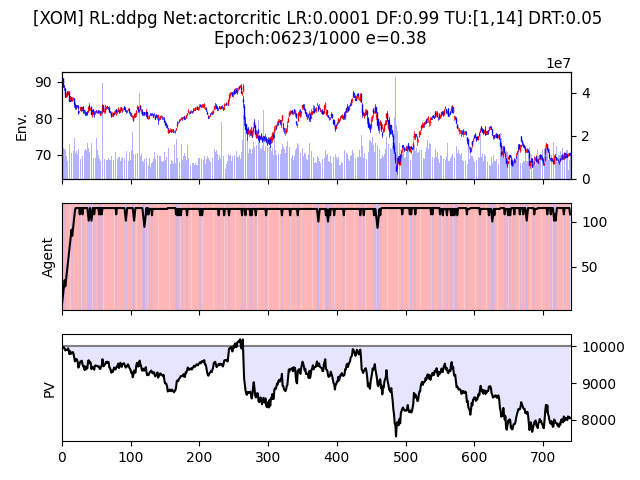 [XOM] RL:ddpg Net:actorcritic LR:0.0001 DF:0.99 TU:[1,14] DRT:0.05
Epoch:0623/1000 e=0.38
1e7
90
80
70
Env.
4
2
0
Agent
100
50
PV
10000
9000
8000
0 100 200 300 400 500 600 700